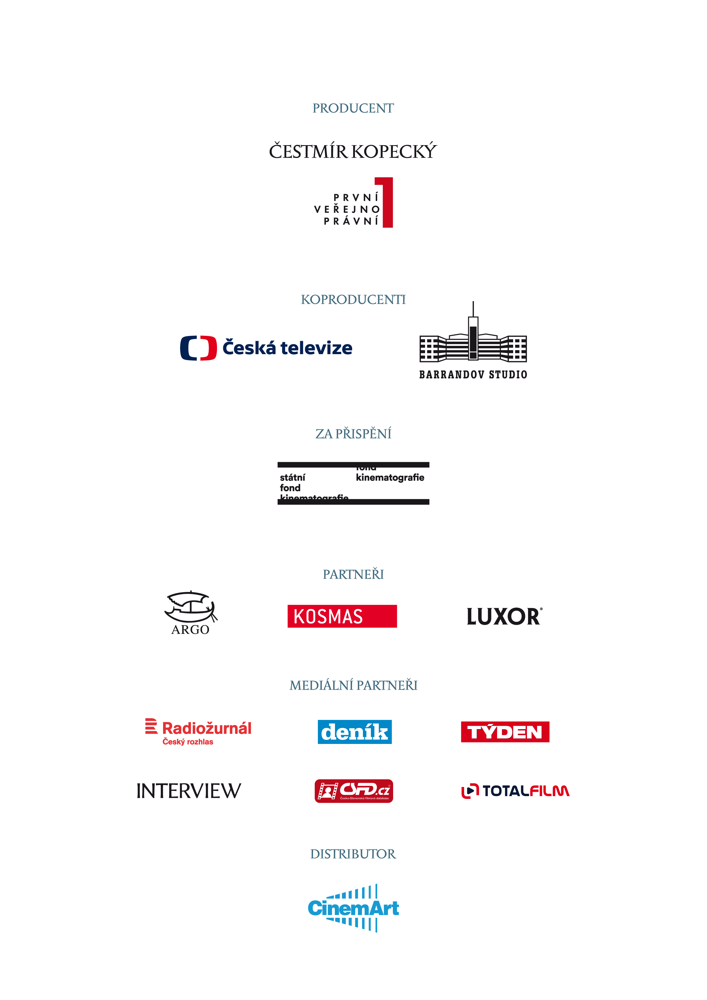 PRODUCENT
ČESTMÍR KOPECKÝ
PRVNÍ
VEŘEJNO
PRÁVNÍ
1
KOPRODUCENTI
Česká televize
BARRANDOV STUDIO
ZA PŘISPĚNÍ
státní
fond
kinematografie
fond
kinematografie
PARTNEŘI
ARGO
KOSMAS
LUXOR®
MEDIÁLNÍ PARTNEŘI
Radiožurnál
Český rozhlas
deník
TÝDEN
INTERVIEW
ČSFD.cz®
Česko-Slovenská filmová databáze
TOTALFILM
DISTRIBUTOR
CinemArt